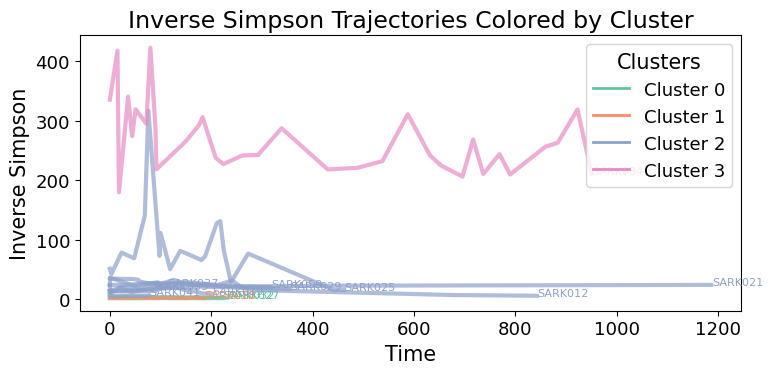 Inverse Simpson Trajectories Colored by Cluster
Inverse Simpson
400
300
200
100
0
Clusters
Cluster 0
Cluster 1
Cluster 2
Cluster 3
SARK021
SARK025
SARK012
0
200
400
600
800
1000
1200
Time